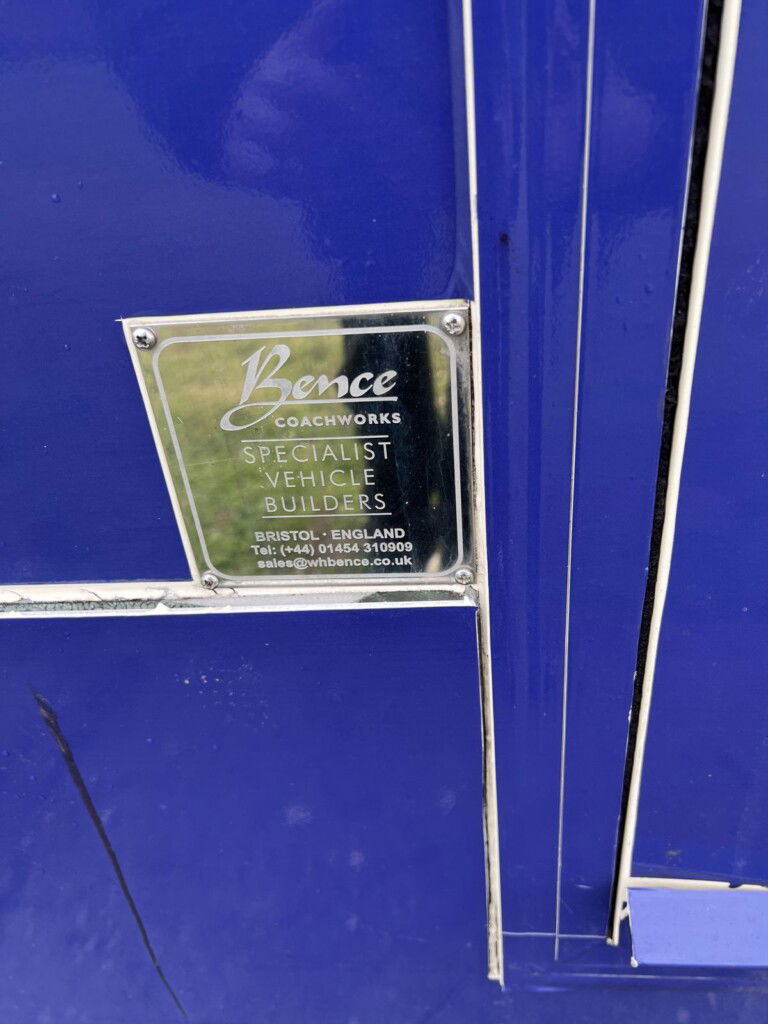 Bence
COACHWORKS
SPECIALIST
VEHICLE
BUILDERS
BRISTOL · ENGLAND
Tel: (+44) 01454 310909
sales@whbence.co.uk